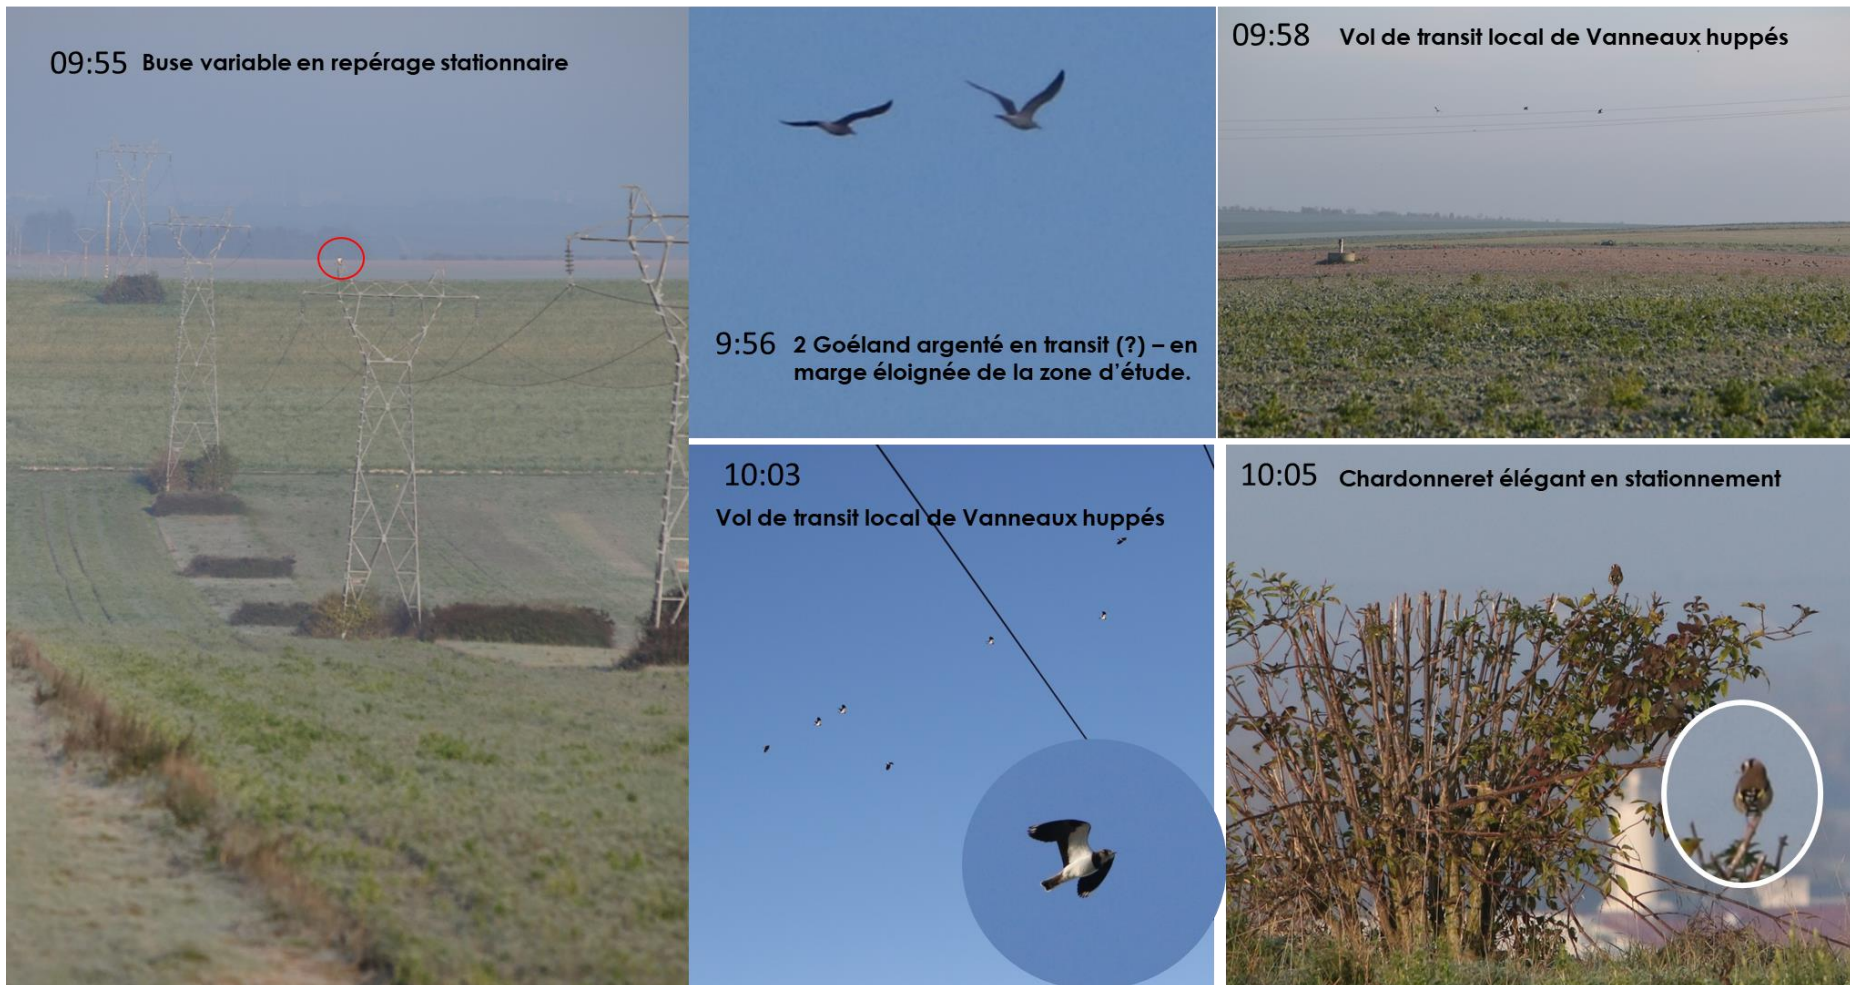 09:55 Buse variable en repérage stationnaire
9:56 2 Goéland argenté en transit (?) – en
marge éloignée de la zone d'étude.
09:58 Vol de transit local de Vanneaux huppés
10:03
Vol de transit local de Vanneaux huppés
10:05 Chardonneret élégant en stationnement